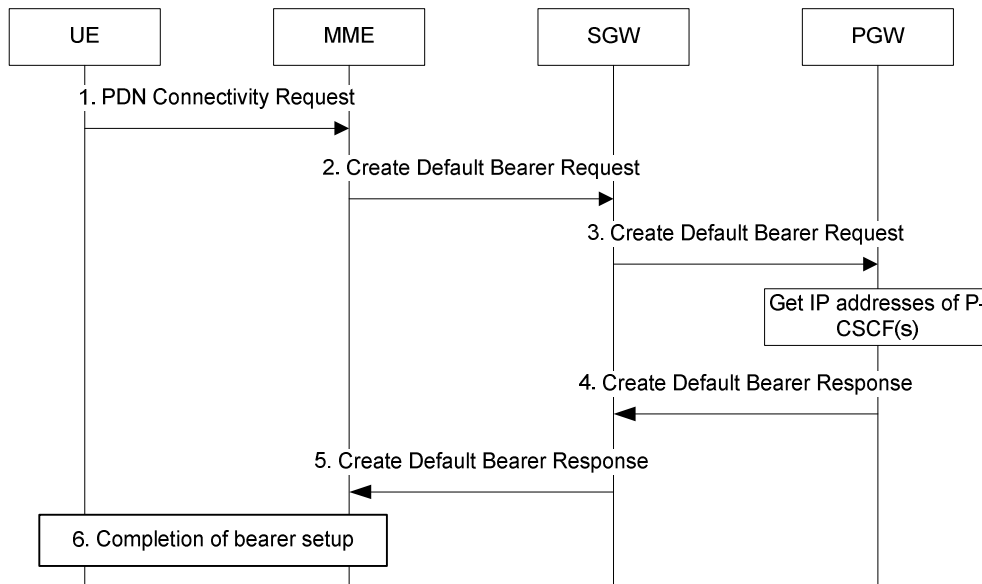 UE
MME
SGW
PGW
1. PDN Connectivity Request
2. Create Default Bearer Request
3. Create Default Bearer Request
Get IP addresses of P-
CSCF(s)
4. Create Default Bearer Response
5. Create Default Bearer Response
6. Completion of bearer setup